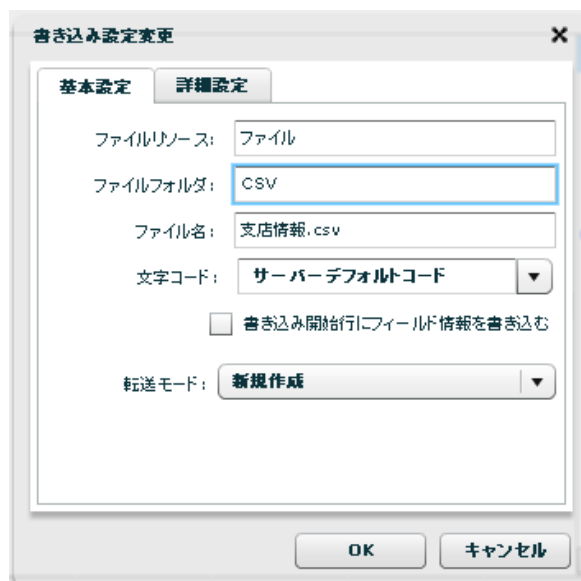 書き込み設定変更
基本設定 詳細設定
ファイルリソース: ファイル
ファイルフォルダ: CSV
ファイル名: 支店情報.csv
文字コード: サーバーデフォルトコード
書き込み開始行にフィールド情報を書き込む
転送モード: 新規作成
OK キャンセル